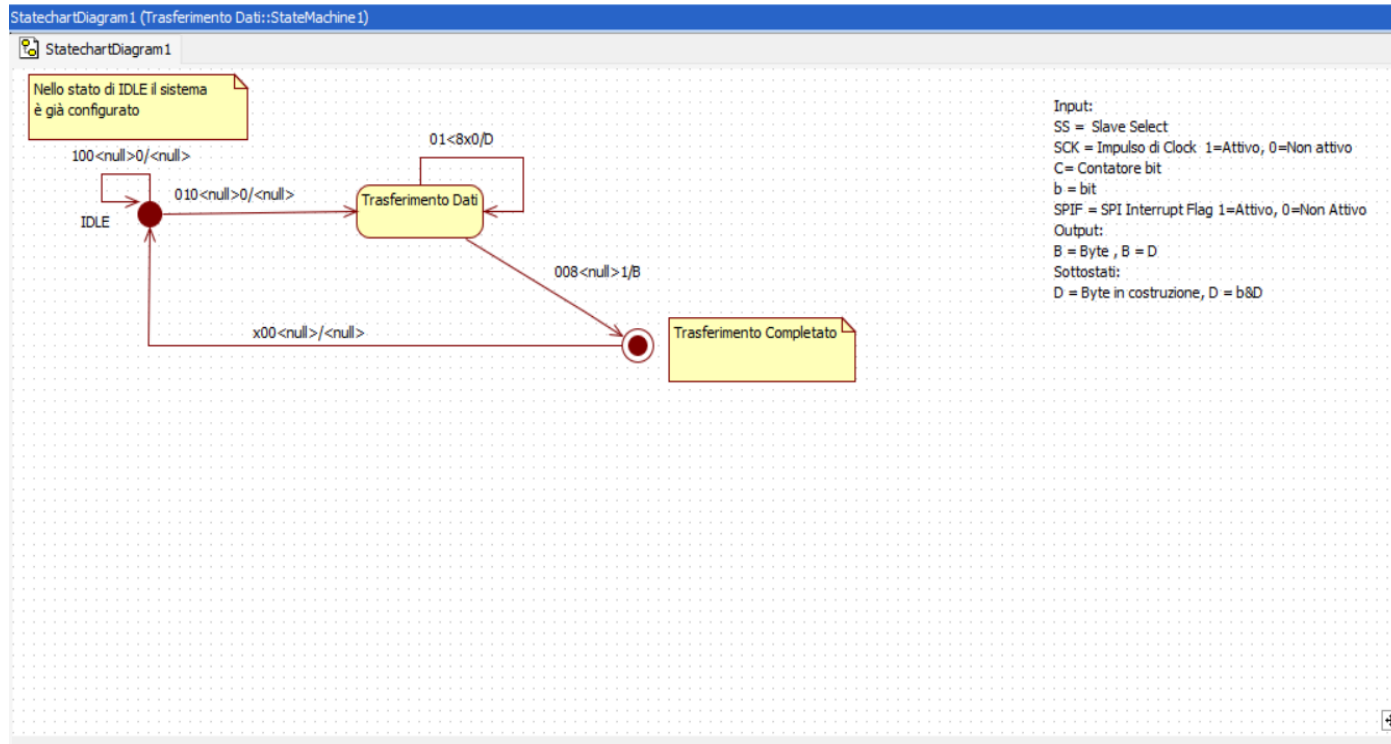 StatechartDiagram1 (Trasferimento Dati::StateMachine1)
StatechartDiagram1
Nello stato di IDLE il sistema
è già configurato
100<null>0/<null>
IDLE
010<null>0/<null>
01<8x0/D
Trasferimento Dati
008<null>1/B
x00<null>/<null>
Trasferimento Completato
Input:
SS = Slave Select
SCK = Impulso di Clock 1=Attivo, 0=Non attivo
C= Contatore bit
b = bit
SPIF = SPI Interrupt Flag 1=Attivo, 0=Non Attivo
Output:
B = Byte , B = D
Sottostati:
D = Byte in costruzione, D = b&D